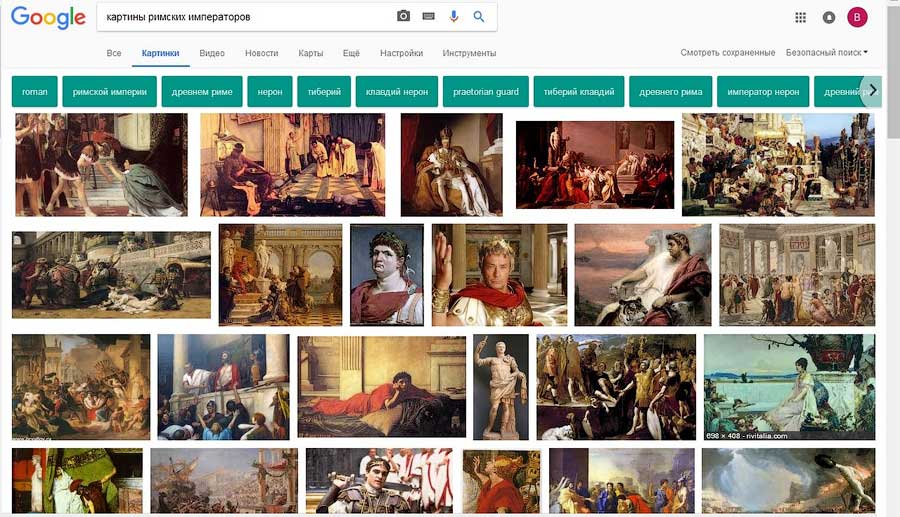 Google
картины римских императоров
В
Все Картинки Видео Новости Карты Ещё Настройки Инструменты Смотреть сохраненные Безопасный поиск
roman римской империи древнем риме нерон тиберий клавдий нерон praetorian guard тиберий клавдий древнего рима император нерон древний
698 × 408 - rivitalia.com